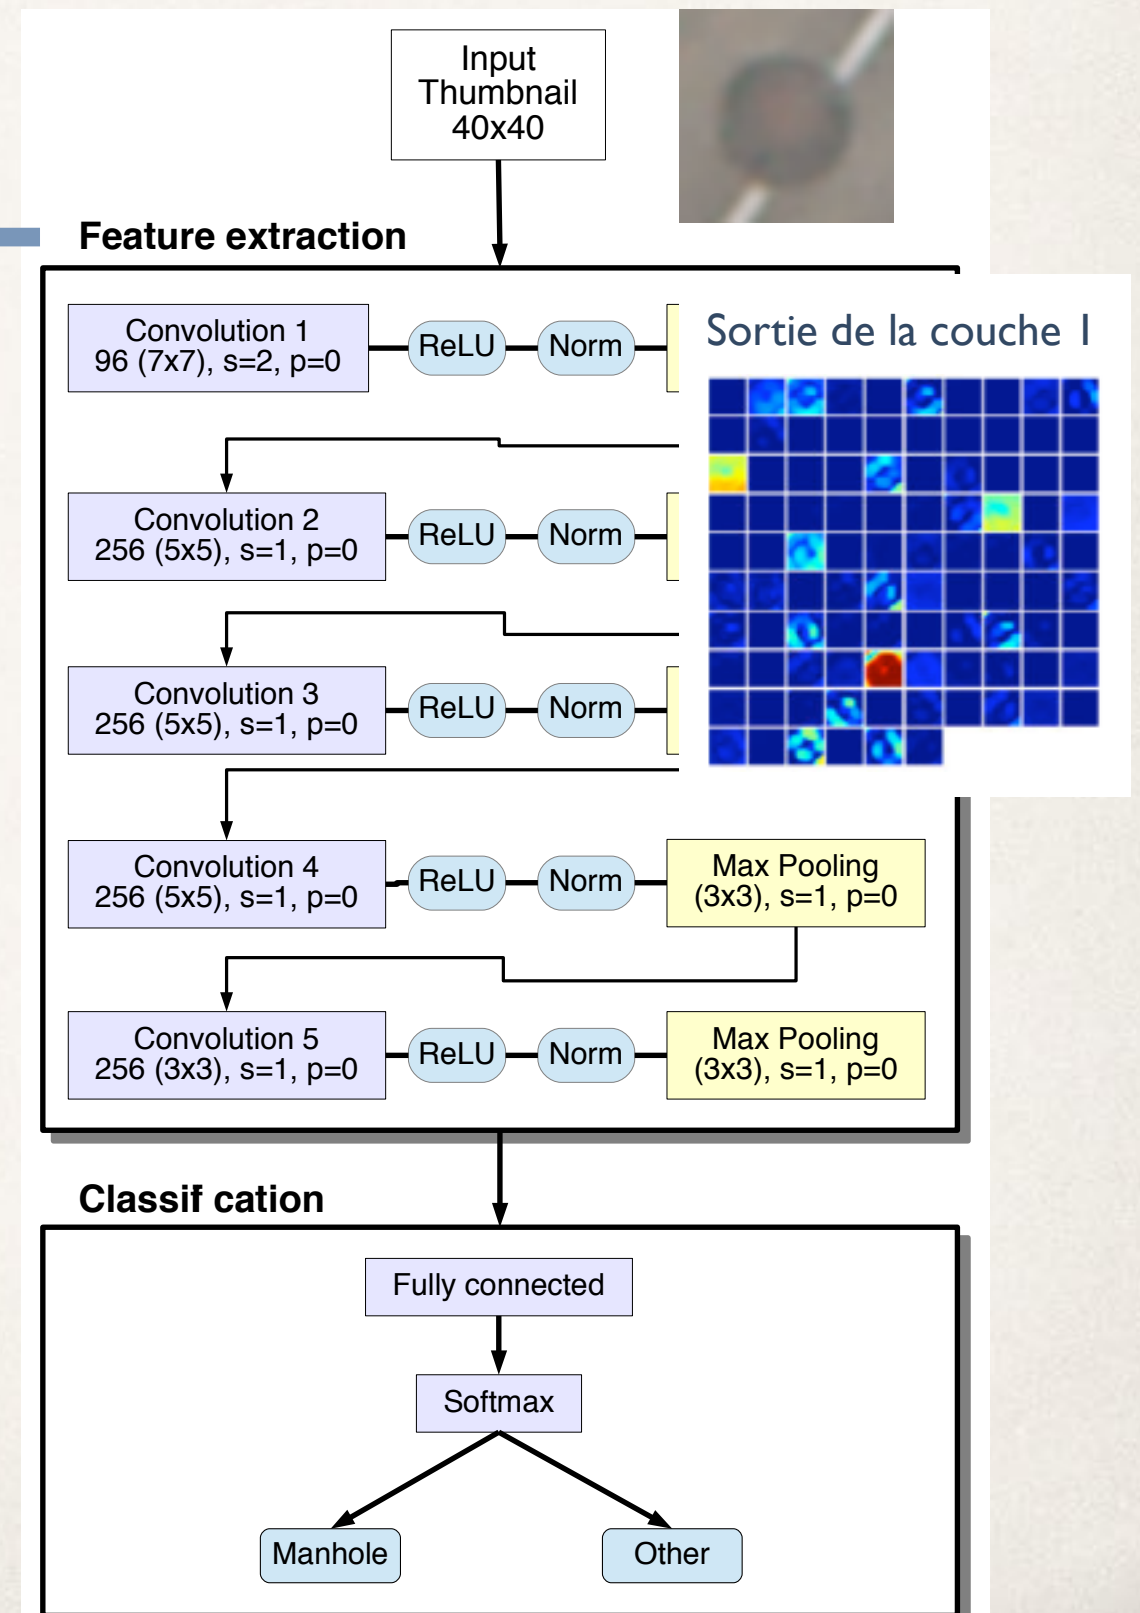 Input
Thumbnail
40x40
Feature extraction
Convolution 1
96 (7x7), s=2, p=0
ReLU
Norm
Sortie de la couche 1
Convolution 2
256 (5x5), s=1, p=0
ReLU
Norm
Convolution 3
256 (5x5), s=1, p=0
ReLU
Norm
Convolution 4
256 (5x5), s=1, p=0
ReLU
Norm
Max Pooling
(3x3), s=1, p=0
Convolution 5
256 (3x3), s=1, p=0
ReLU
Norm
Max Pooling
(3x3), s=1, p=0
Classif cation
Fully connected
Softmax
Manhole
Other